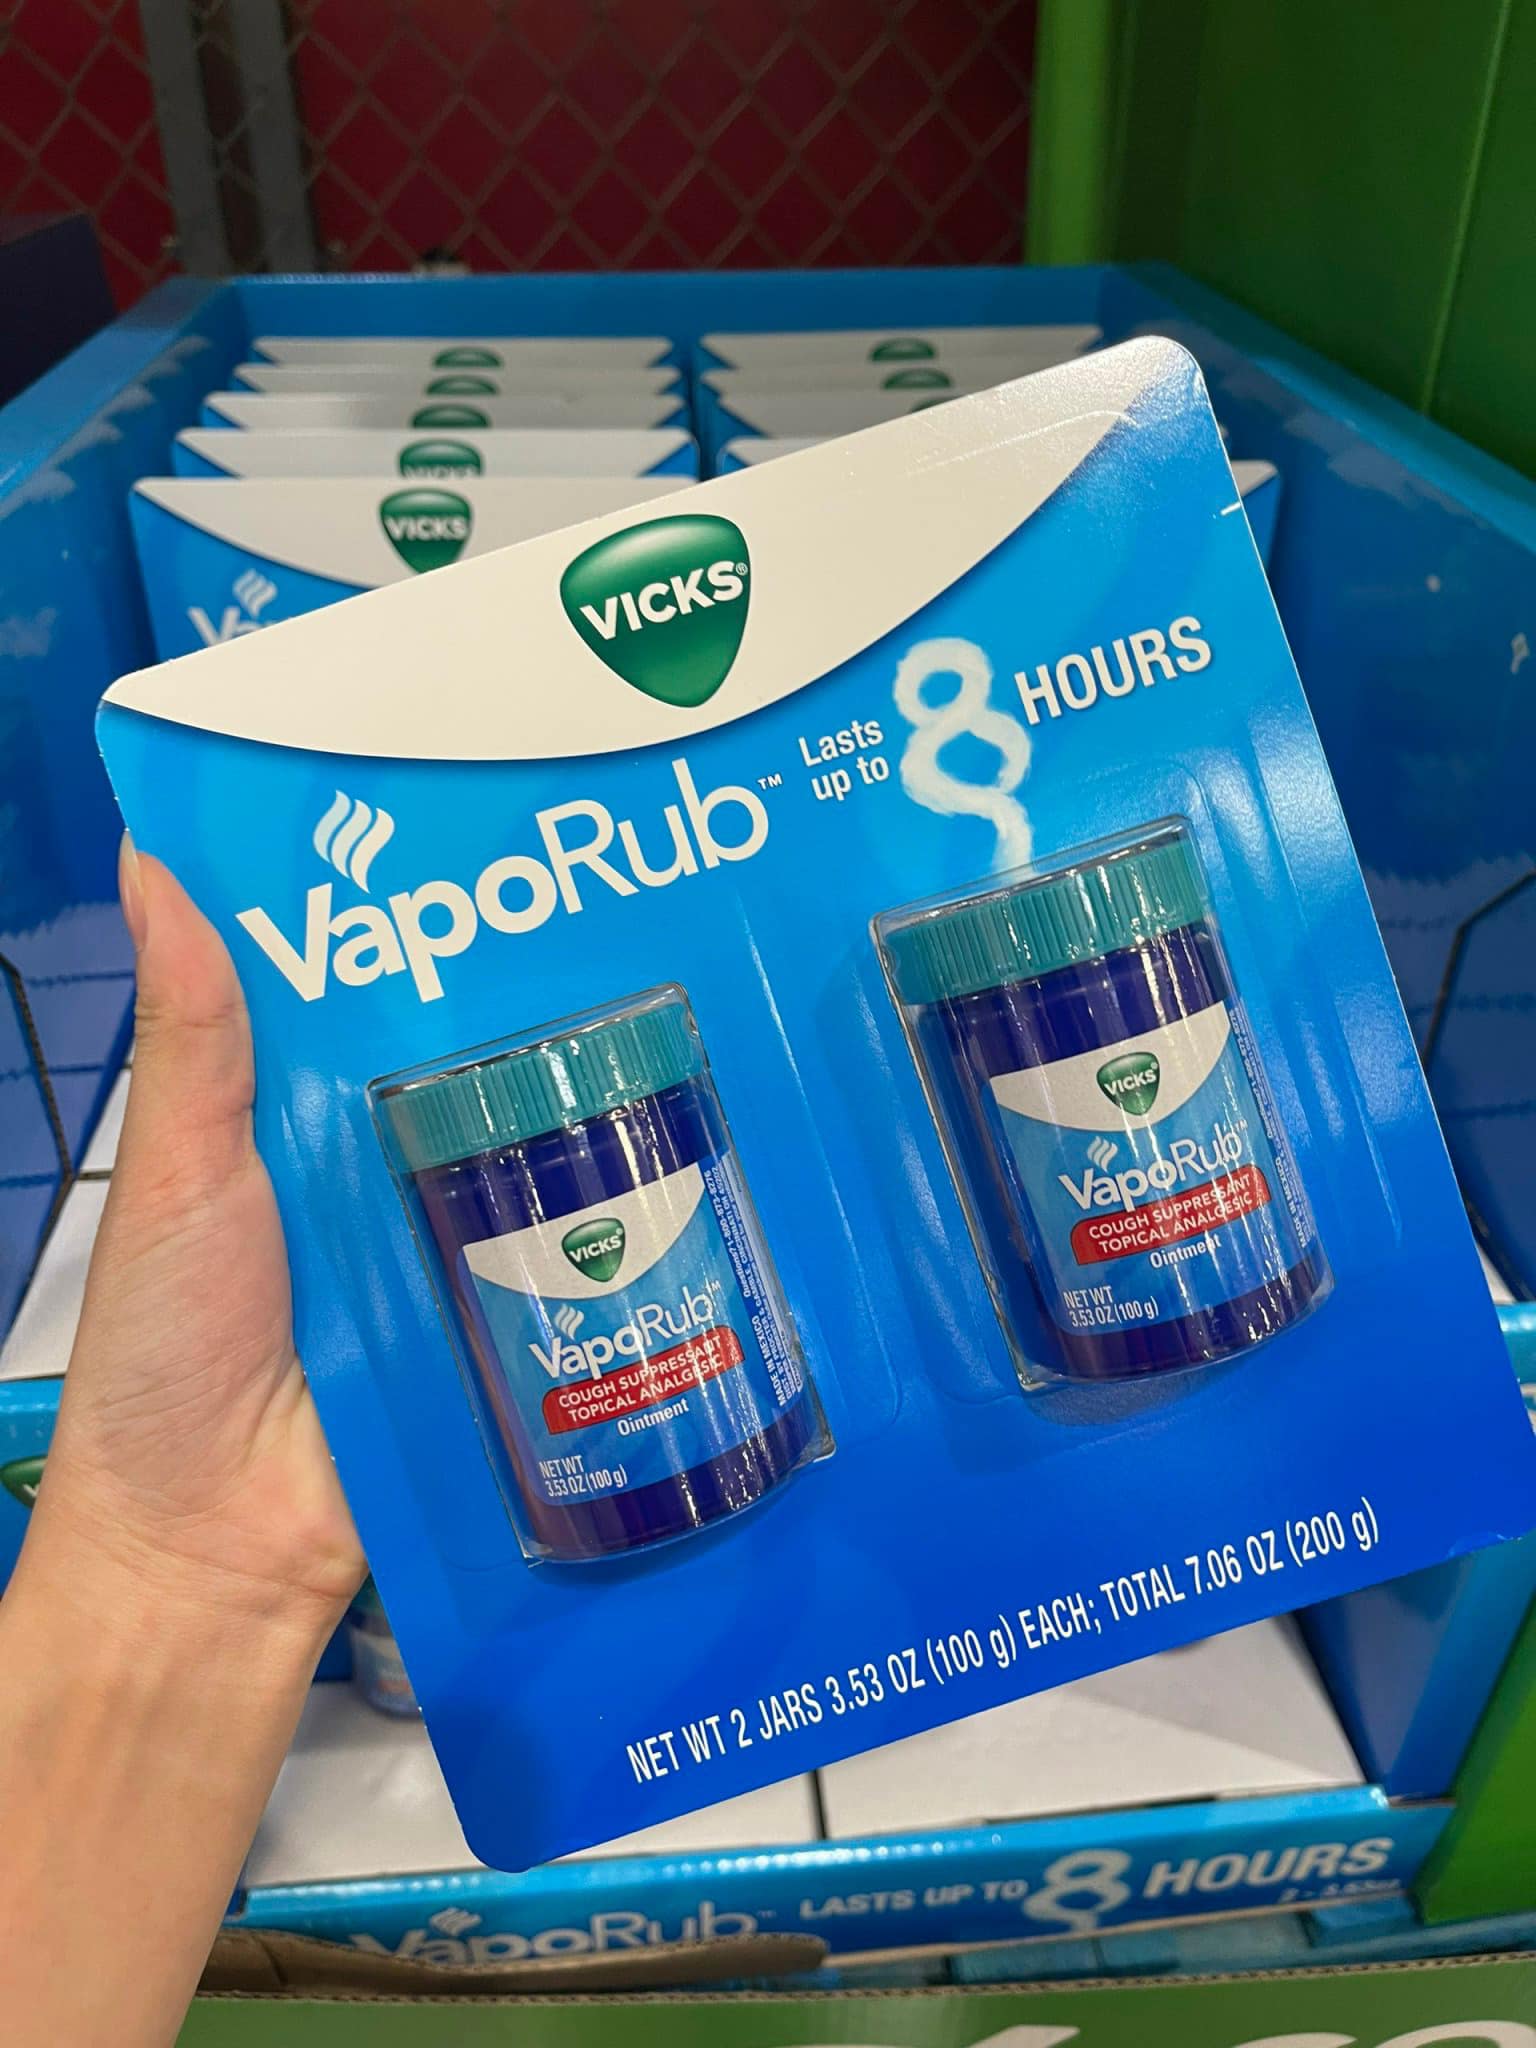 VICKS®
VapoRub™
Lasts
up to
8 HOURS
VICKS®
VapoRub™
COUGH SUPPRESSANT
TOPICAL ANALGESIC
Ointment
NET WT
3.53 OZ (100 g)
MADE IN MEXICO
VICKS®
VapoRub™
COUGH SUPPRESSANT
TOPICAL ANALGESIC
Ointment
NET WT
3.53 OZ (100 g)
NET WT 2 JARS 3.53 OZ (100 g) EACH; TOTAL 7.06 OZ (200 g)
VICKS
VICKS
VapoRub™ LASTS UP TO 8 HOURS